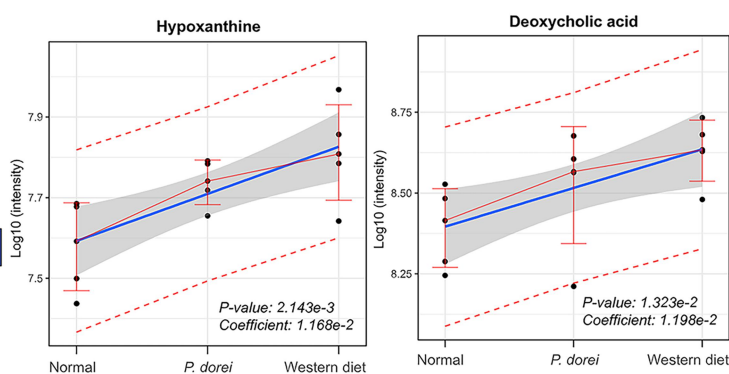 Hypoxanthine
Log10 (intensity)
7.9
7.7
7.5
P-value: 2.143e-3
Coefficient: 1.168e-2
Normal
P. dorei
Western diet
Deoxycholic acid
Log10 (intensity)
8.75
8.50
8.25
P-value: 1.323e-2
Coefficient: 1.198e-2
Normal
P. dorei
Western diet